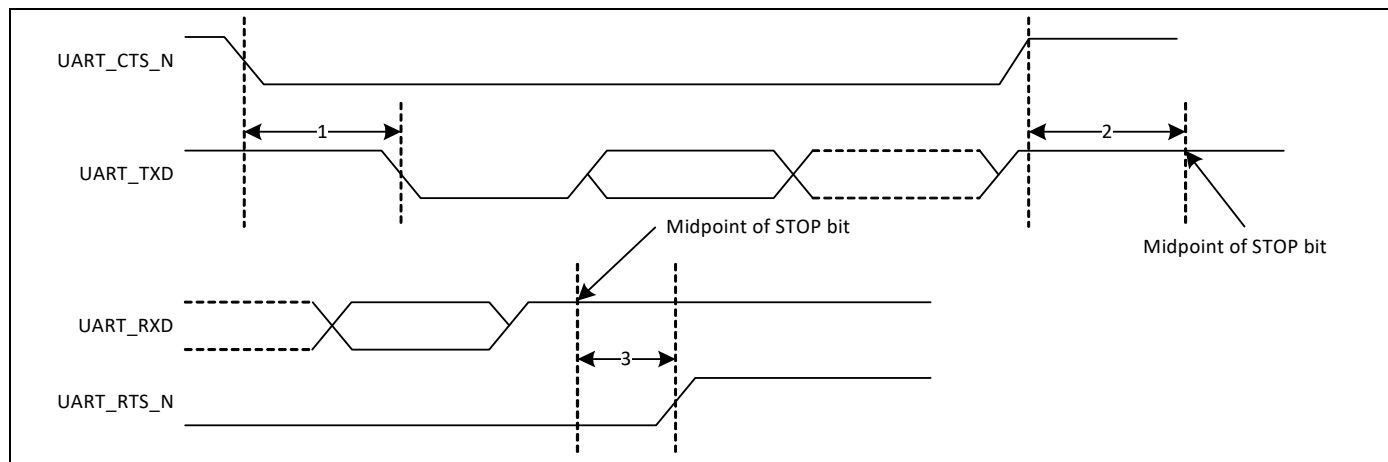 UART_CTS_N
1
2
UART_TXD
Midpoint of STOP bit
Midpoint of STOP bit
UART_RXD
3
UART_RTS_N